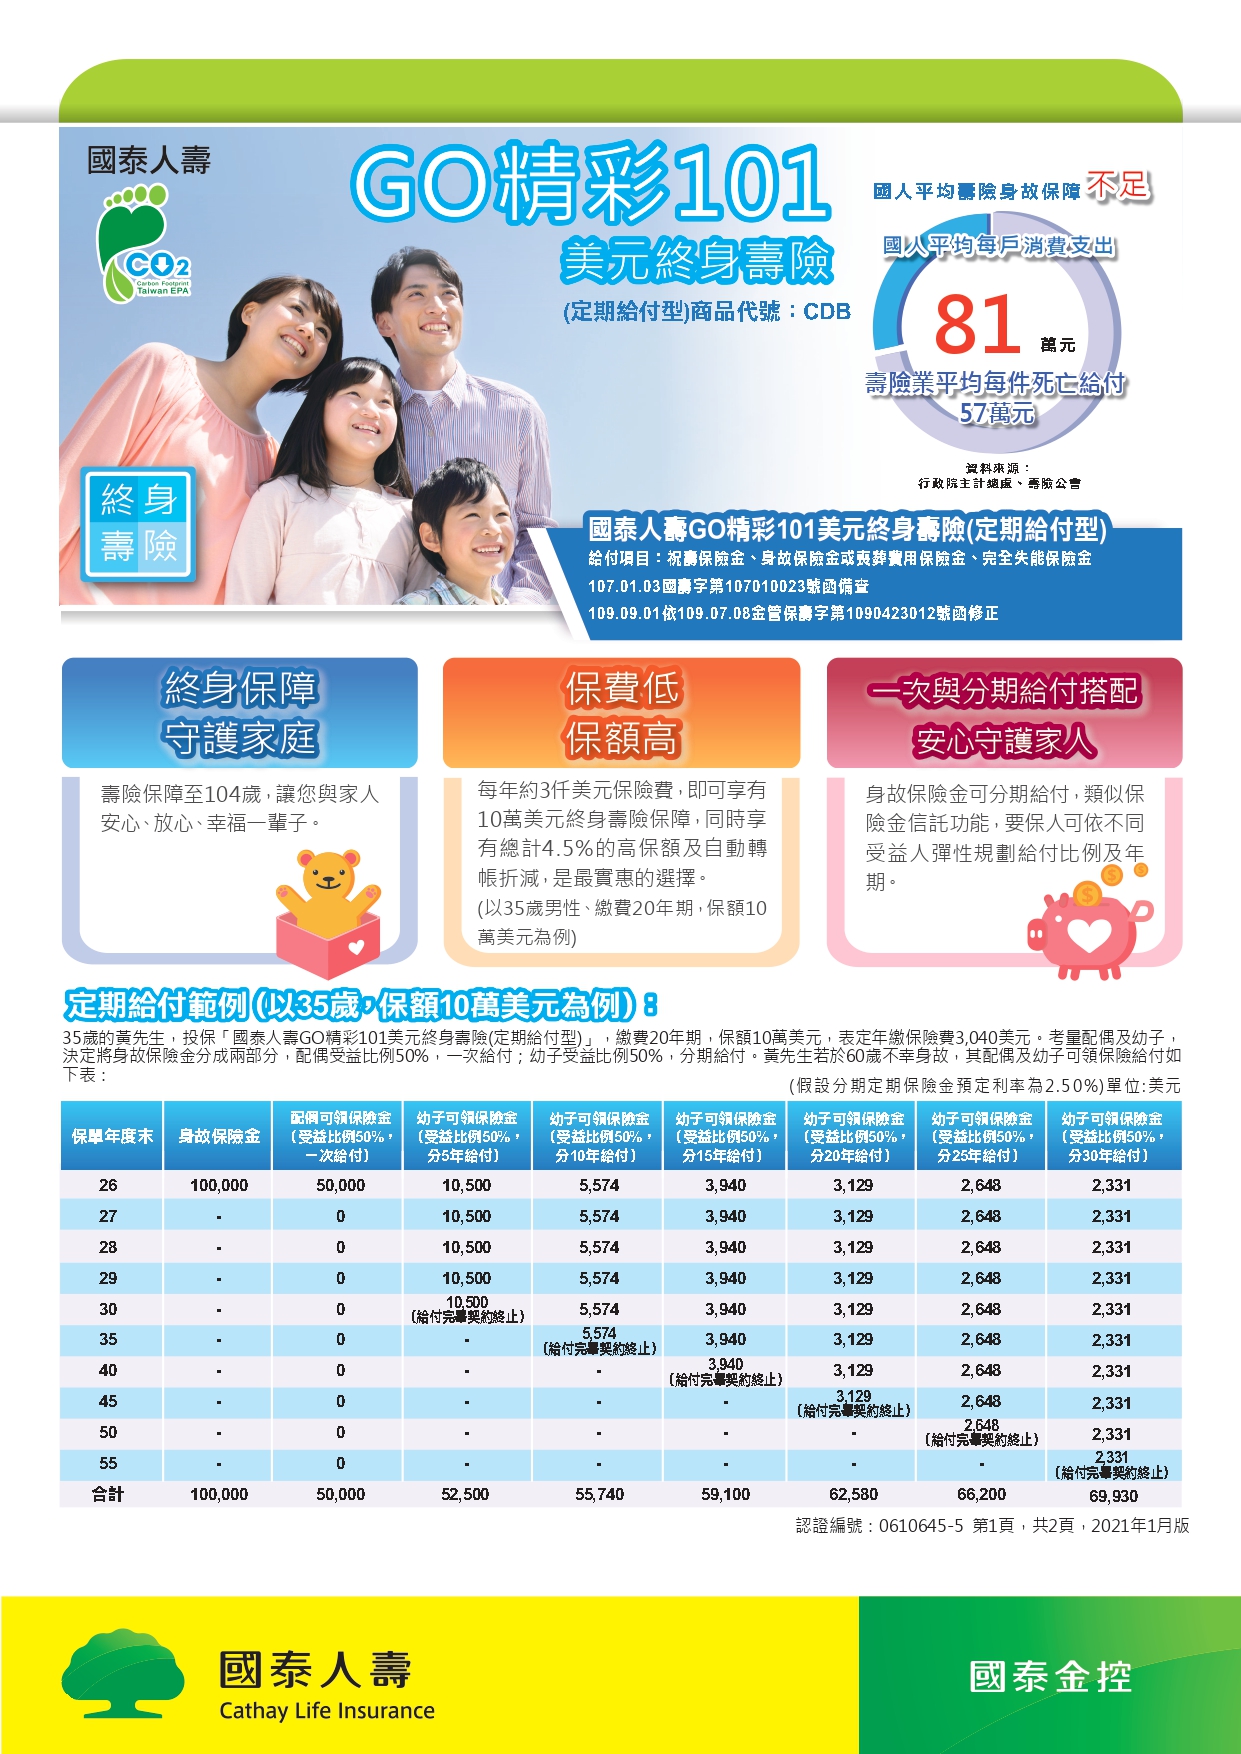 國泰人壽
CO2
Carbon Footprint
Taiwan EPA
GO精彩101
美元終身壽險
(定期給付型)商品代號：CDB
國人平均壽險身故保障 不足
國人平均每戶消費支出
81 萬元
壽險業平均每件死亡給付
57萬元
資料來源：
行政院主計總處、壽險公會
終身
壽險
國泰人壽GO精彩101美元終身壽險(定期給付型)
給付項目：祝壽保險金、身故保險金或喪葬費用保險金、完全失能保險金
107.01.03國壽字第107010023號函備查
109.09.01依109.07.08金管保壽字第1090423012號函修正
終身保障
守護家庭
壽險保障至104歲，讓您與家人
安心、放心、幸福一輩子。
保費低
保額高
每年約3仟美元保險費，即可享有
10萬美元終身壽險保障，同時享
有總計4.5%的高保額及自動轉
帳折減，是最實惠的選擇。
(以35歲男性、繳費20年期，保額10
萬美元為例)
一次與分期給付搭配
安心守護家人
身故保險金可分期給付，類似保
險金信託功能，要保人可依不同
受益人彈性規劃給付比例及年
期。
定期給付範例（以35歲，保額10萬美元為例）：
35歲的黃先生，投保「國泰人壽GO精彩101美元終身壽險(定期給付型)」，繳費20年期，保額10萬美元，表定年繳保險費3,040美元。考量配偶及幼子，
決定將身故保險金分成兩部分，配偶受益比例50%，一次給付；幼子受益比例50%，分期給付。黃先生若於60歲不幸身故，其配偶及幼子可領保險給付如
下表：
(假設分期定期保險金預定利率為2.50%)單位:美元
保單年度末 身故保險金 配偶可領保險金（受益比例50%，一次給付） 幼子可領保險金（受益比例50%，分5年給付） 幼子可領保險金（受益比例50%，分10年給付） 幼子可領保險金（受益比例50%，分15年給付） 幼子可領保險金（受益比例50%，分20年給付） 幼子可領保險金（受益比例50%，分25年給付） 幼子可領保險金（受益比例50%，分30年給付）
26 100,000 50,000 10,500 5,574 3,940 3,129 2,648 2,331
27 - 0 10,500 5,574 3,940 3,129 2,648 2,331
28 - 0 10,500 5,574 3,940 3,129 2,648 2,331
29 - 0 10,500 5,574 3,940 3,129 2,648 2,331
30 - 0 10,500（給付完畢契約終止） 5,574 3,940 3,129 2,648 2,331
35 - 0 - 5,574（給付完畢契約終止） 3,940 3,129 2,648 2,331
40 - 0 - - 3,940（給付完畢契約終止） 3,129 2,648 2,331
45 - 0 - - - 3,129（給付完畢契約終止） 2,648 2,331
50 - 0 - - - - 2,648（給付完畢契約終止） 2,331
55 - 0 - - - - - 2,331（給付完畢契約終止）
合計 100,000 50,000 52,500 55,740 59,100 62,580 66,200 69,930
認證編號：0610645-5 第1頁，共2頁，2021年1月版
國泰人壽
Cathay Life Insurance
國泰金控